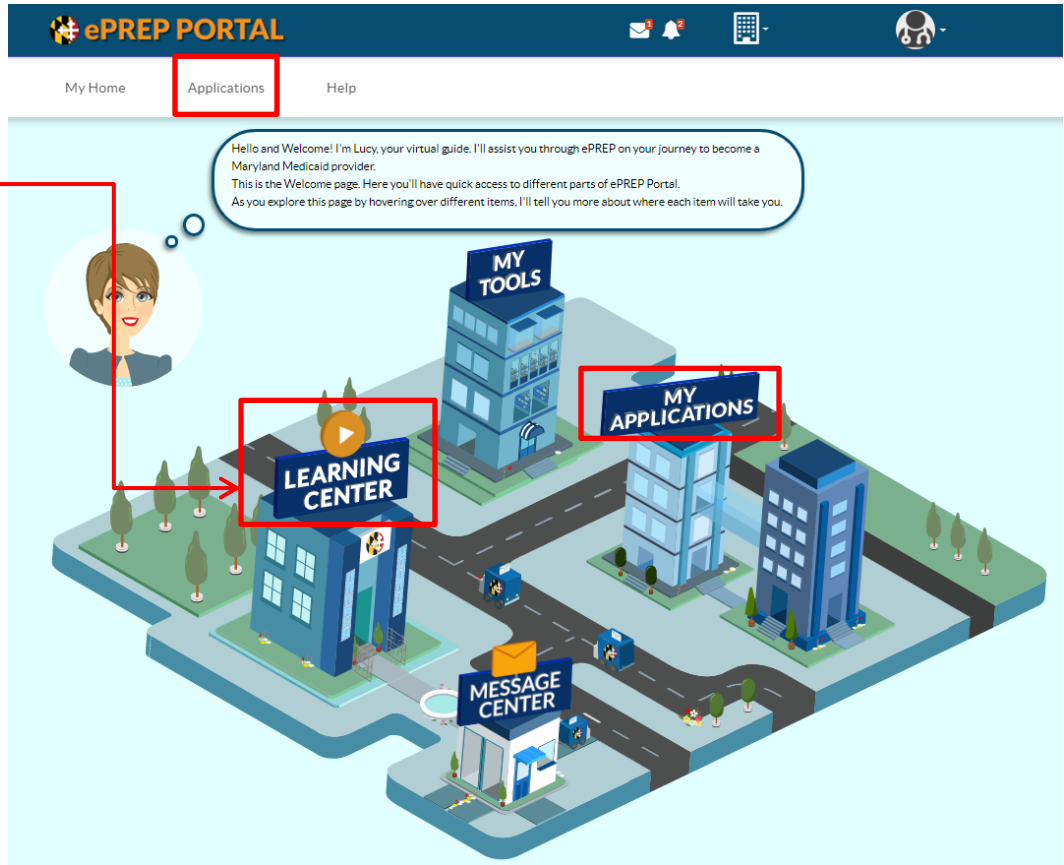 ePREP PORTAL
1
2
My Home
Applications
Help
Hello and Welcome! I'm Lucy, your virtual guide. I'll assist you through ePREP on your journey to become a
Maryland Medicaid provider.
This is the Welcome page. Here you'll have quick access to different parts of ePREP Portal.
As you explore this page by hovering over different items, I'll tell you more about where each item will take you.
MY
TOOLS
MY
APPLICATIONS
LEARNING
CENTER
MESSAGE
CENTER